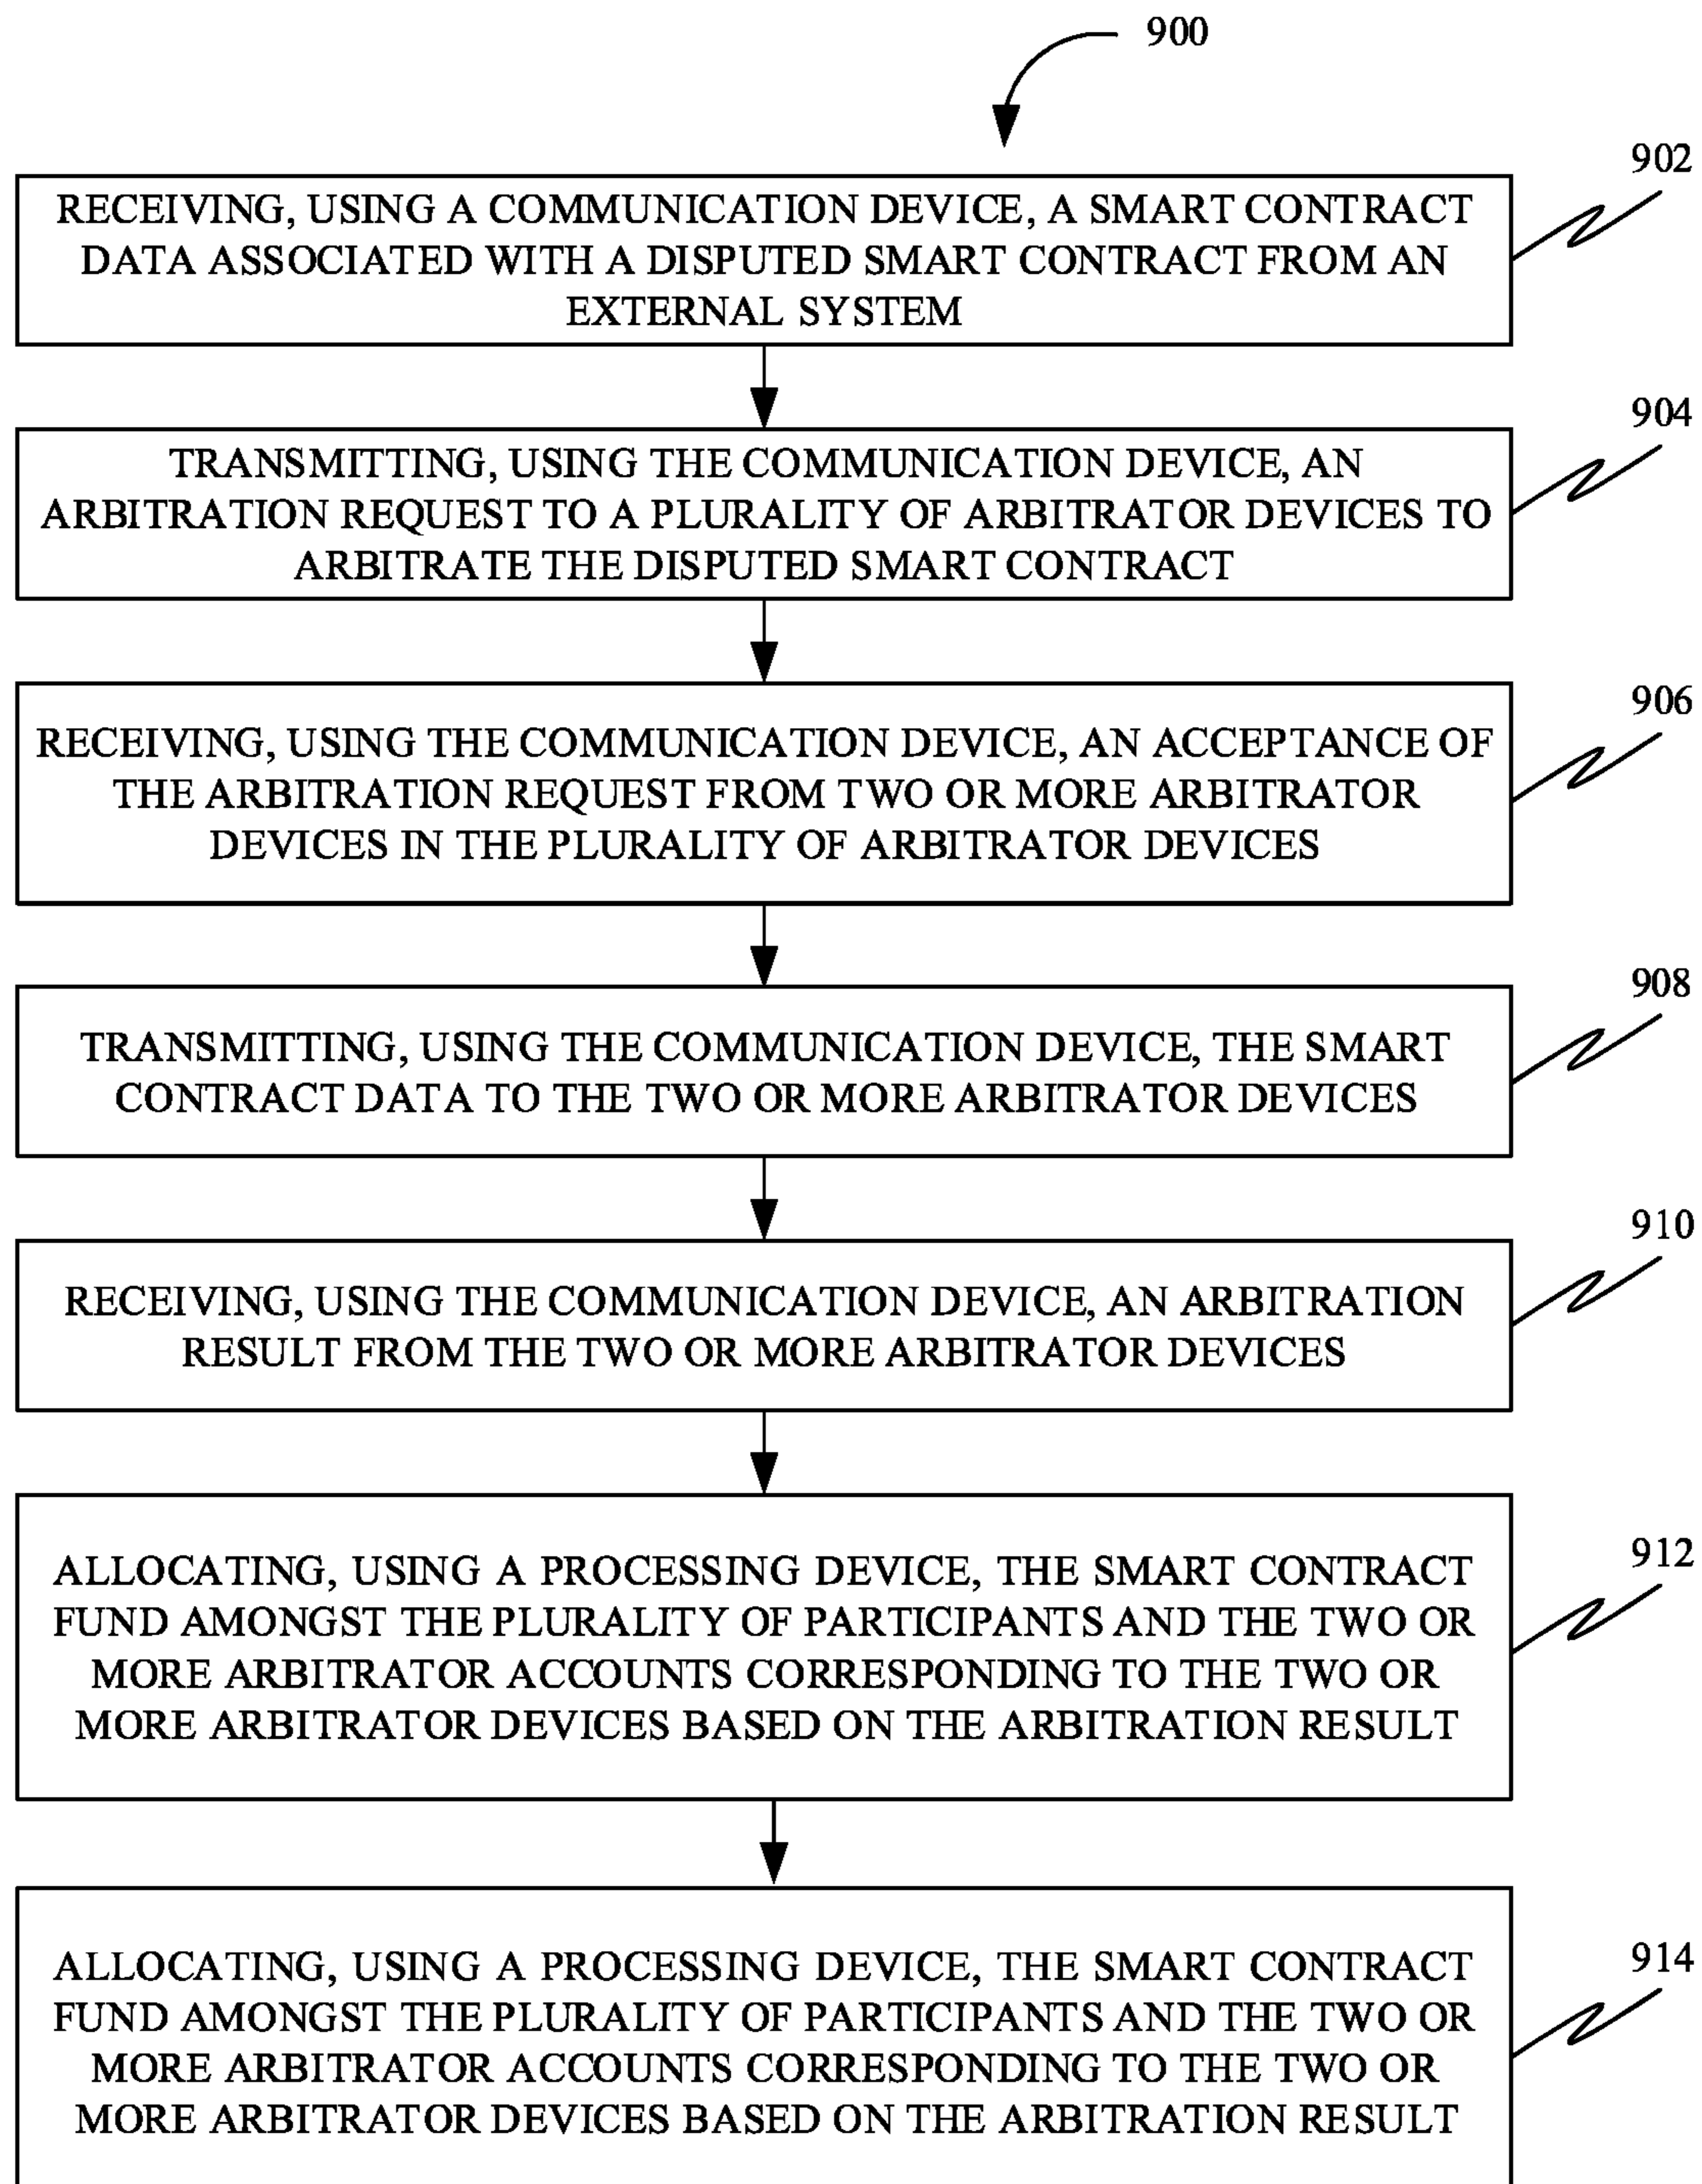 900
902
RECEIVING, USING A COMMUNICATION DEVICE, A SMART CONTRACT
DATA ASSOCIATED WITH A DISPUTED SMART CONTRACT FROM AN
EXTERNAL SYSTEM
904
TRANSMITTING, USING THE COMMUNICATION DEVICE, AN
ARBITRATION REQUEST TO A PLURALITY OF ARBITRATOR DEVICES TO
ARBITRATE THE DISPUTED SMART CONTRACT
906
RECEIVING, USING THE COMMUNICATION DEVICE, AN ACCEPTANCE OF
THE ARBITRATION REQUEST FROM TWO OR MORE ARBITRATOR
DEVICES IN THE PLURALITY OF ARBITRATOR DEVICES
908
TRANSMITTING, USING THE COMMUNICATION DEVICE, THE SMART
CONTRACT DATA TO THE TWO OR MORE ARBITRATOR DEVICES
910
RECEIVING, USING THE COMMUNICATION DEVICE, AN ARBITRATION
RESULT FROM THE TWO OR MORE ARBITRATOR DEVICES
912
ALLOCATING, USING A PROCESSING DEVICE, THE SMART CONTRACT
FUND AMONGST THE PLURALITY OF PARTICIPANTS AND THE TWO OR
MORE ARBITRATOR ACCOUNTS CORRESPONDING TO THE TWO OR
MORE ARBITRATOR DEVICES BASED ON THE ARBITRATION RESULT
914
ALLOCATING, USING A PROCESSING DEVICE, THE SMART CONTRACT
FUND AMONGST THE PLURALITY OF PARTICIPANTS AND THE TWO OR
MORE ARBITRATOR ACCOUNTS CORRESPONDING TO THE TWO OR
MORE ARBITRATOR DEVICES BASED ON THE ARBITRATION RESULT